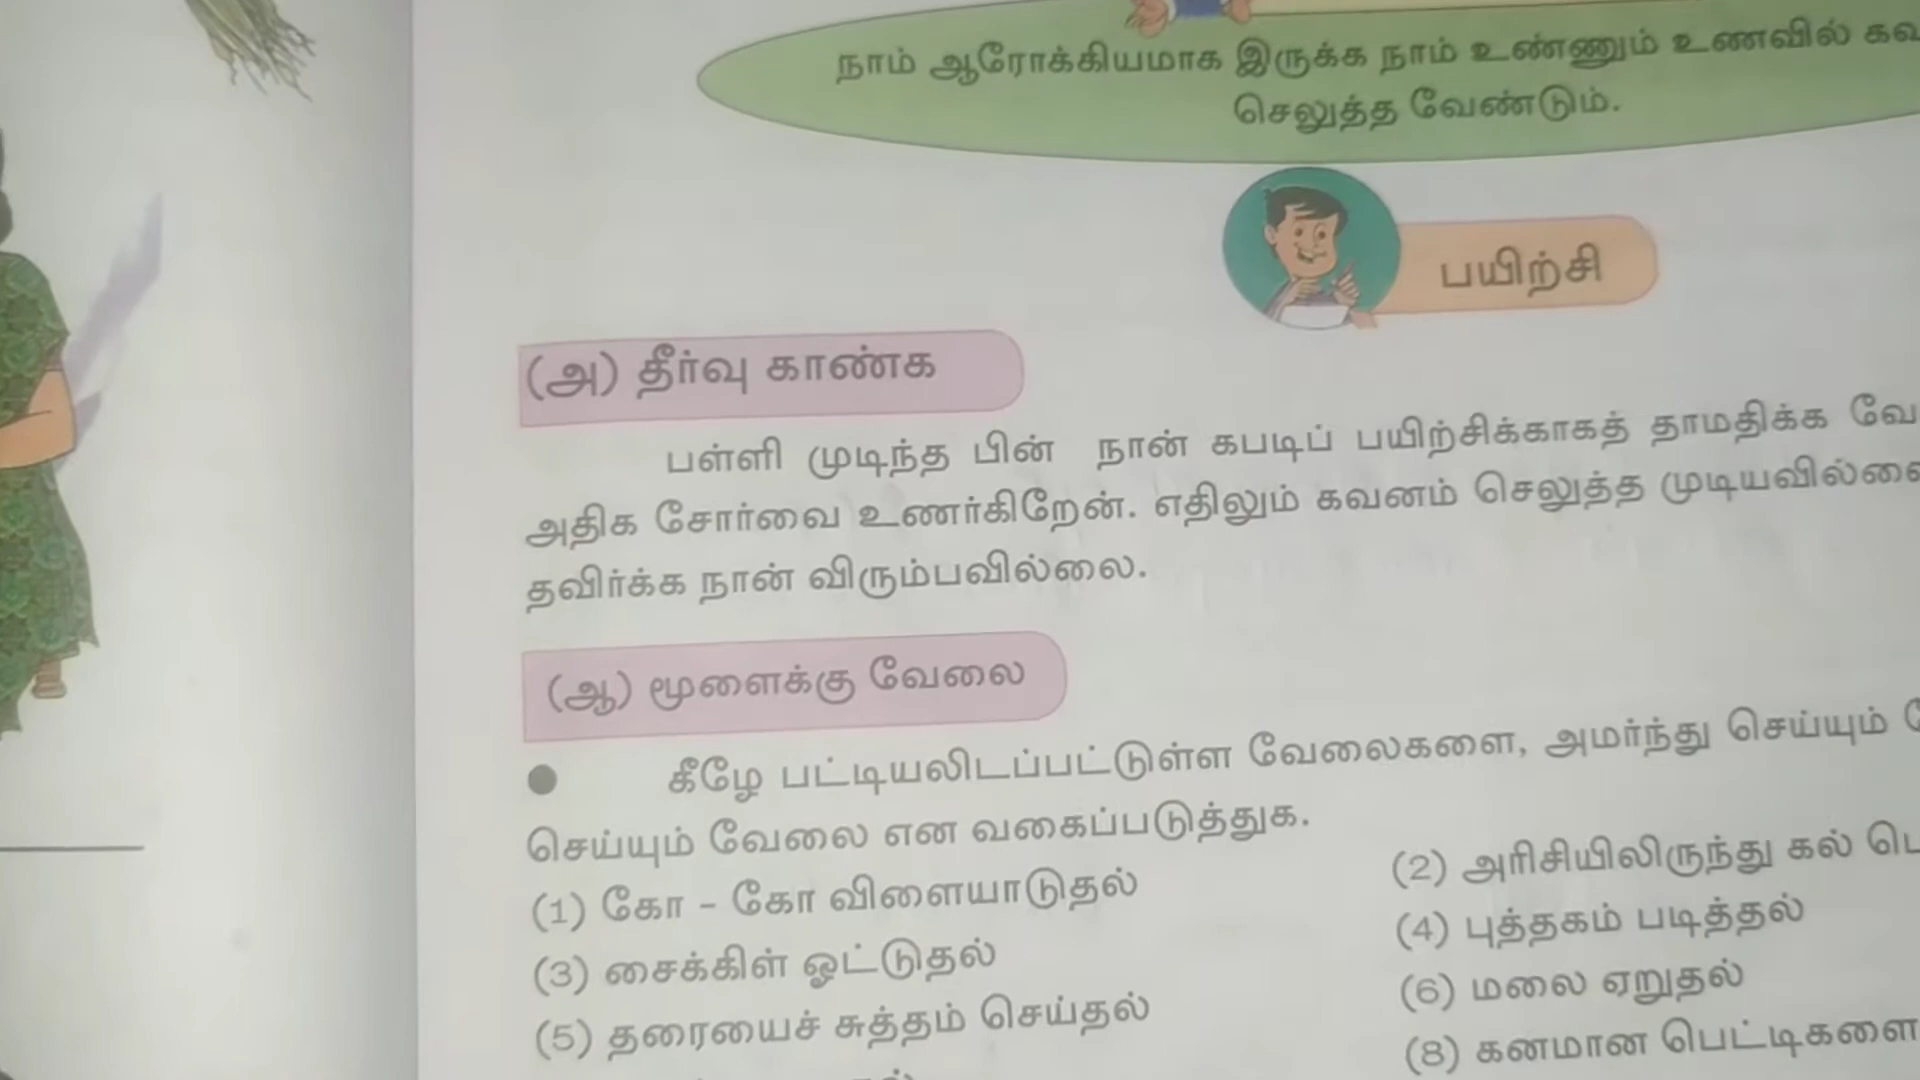 நாம் ஆரோக்கியமாக இருக்க நாம் உண்ணும் உணவில்
செலுத்த வேண்டும்.
பயிற்சி
(அ) தீர்வு காண்க
பள்ளி முடிந்த பின் நான் கபடிப் பயிற்சிக்காகத் தாமதிக்க
அதிக சோர்வை உணர்கிறேன். எதிலும் கவனம் செலுத்த முடியவில்லை
தவிர்க்க நான் விரும்பவில்லை.
(ஆ) மூளைக்கு வேலை
● கீழே பட்டியலிடப்பட்டுள்ள வேலைகளை, அமர்ந்து செய்யும்
செய்யும் வேலை என வகைப்படுத்துக.
(1) கோ - கோ விளையாடுதல்
(2) அரிசியிலிருந்து கல்
(3) சைக்கிள் ஓட்டுதல்
(4) புத்தகம் படித்தல்
(5) தரையைச் சுத்தம் செய்தல்
(6) மலை ஏறுதல்
(8) கனமான பெட்டிகளை